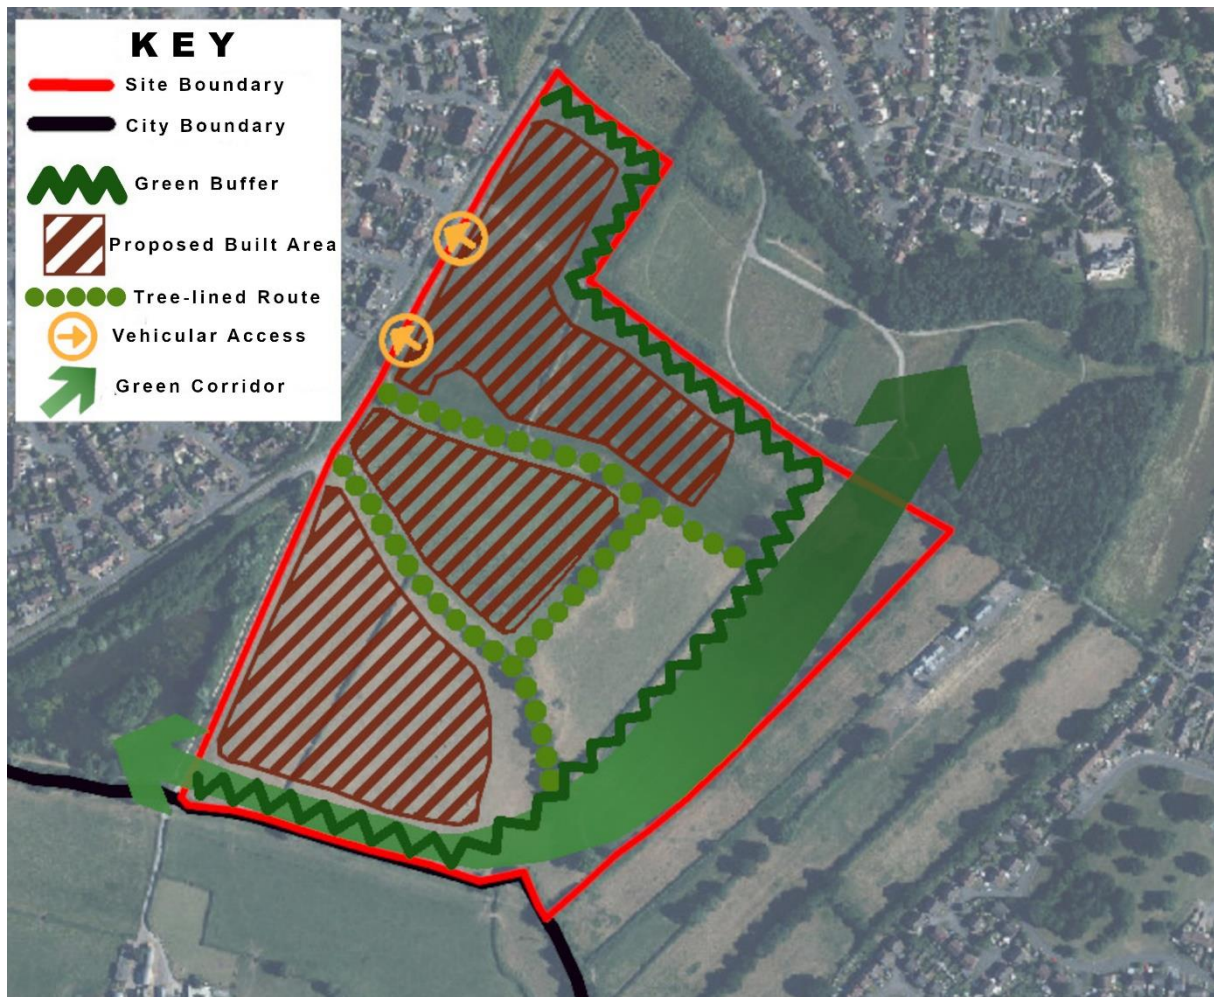 KEY
Site Boundary
City Boundary
Green Buffer
Proposed Built Area
Tree-lined Route
Vehicular Access
Green Corridor